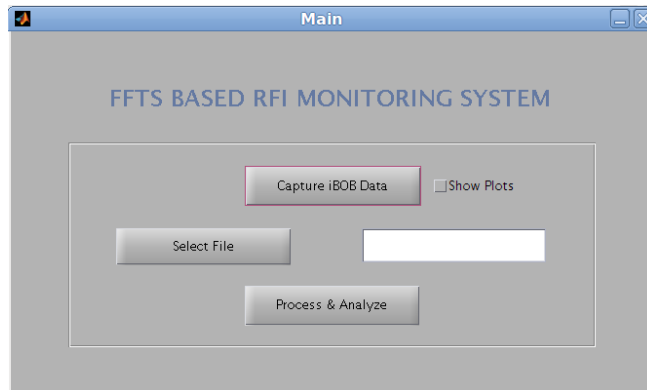 Main
FFTS BASED RFI MONITORING SYSTEM
Capture iBOB Data
Show Plots
Select File
Process & Analyze